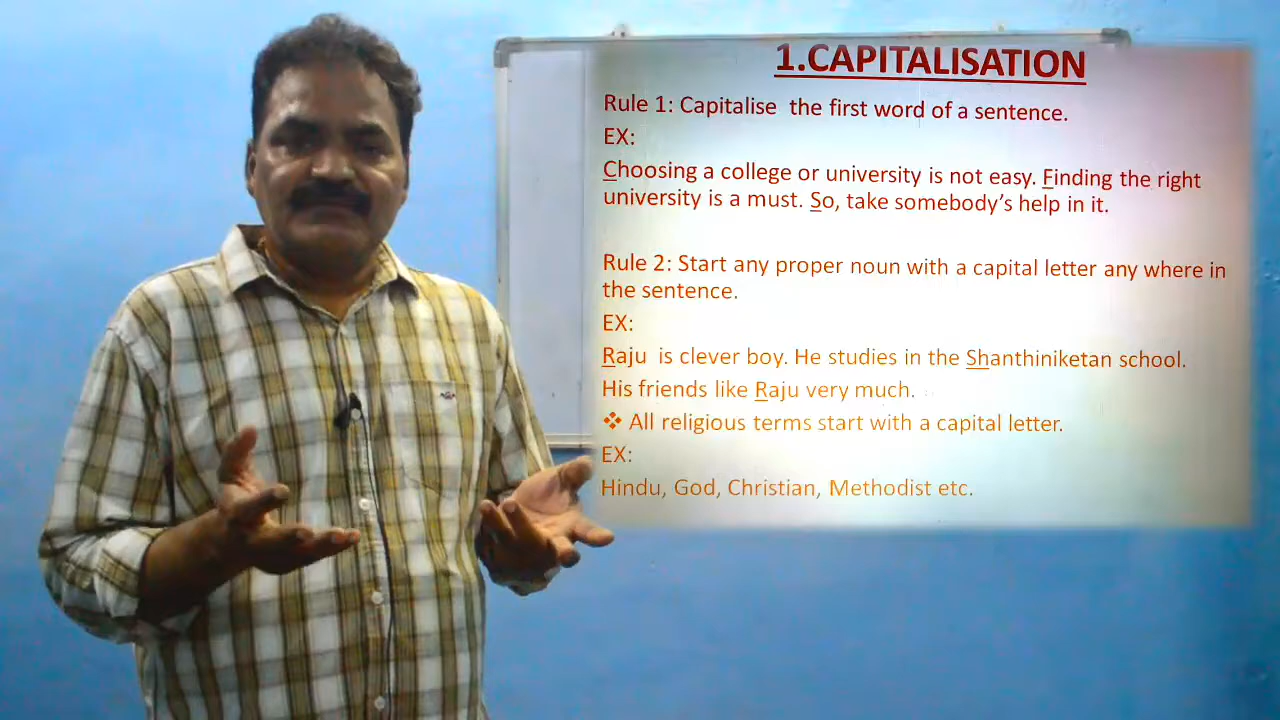 1.CAPITALISATION
Rule 1: Capitalise the first word of a sentence.
EX:
Choosing a college or university is not easy. Finding the right
university is a must. So, take somebody's help in it.
Rule 2: Start any proper noun with a capital letter any where in
the sentence.
EX:
Raju is clever boy. He studies in the Shanthiniketan school.
His friends like Raju very much.
❖ All religious terms start with a capital letter.
EX:
Hindu, God, Christian, Methodist etc.